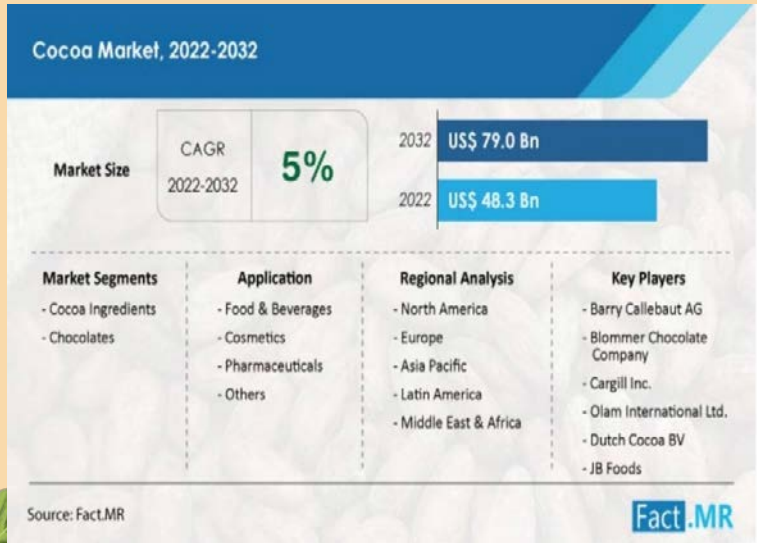 Cocoa Market, 2022-2032
Market Size
CAGR
2022-2032
5%
2032 US$ 79.0 Bn
2022 US$ 48.3 Bn
Market Segments
- Cocoa Ingredients
- Chocolates
Application
- Food & Beverages
- Cosmetics
- Pharmaceuticals
- Others
Regional Analysis
- North America
- Europe
- Asia Pacific
- Latin America
- Middle East & Africa
Key Players
- Barry Callebaut AG
- Blommer Chocolate
Company
- Cargill Inc.
- Olam International Ltd.
- Dutch Cocoa BV
- JB Foods
Source: Fact.MR
Fact.MR